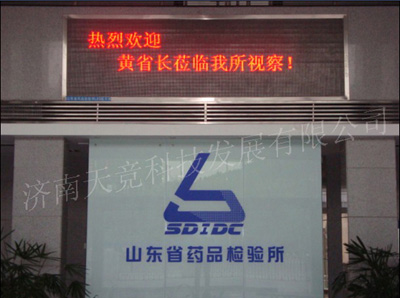 热烈欢迎
黄省长莅临我所视察！
济南天竞科技发展有限公司
SDIDC
山东省药品检验所